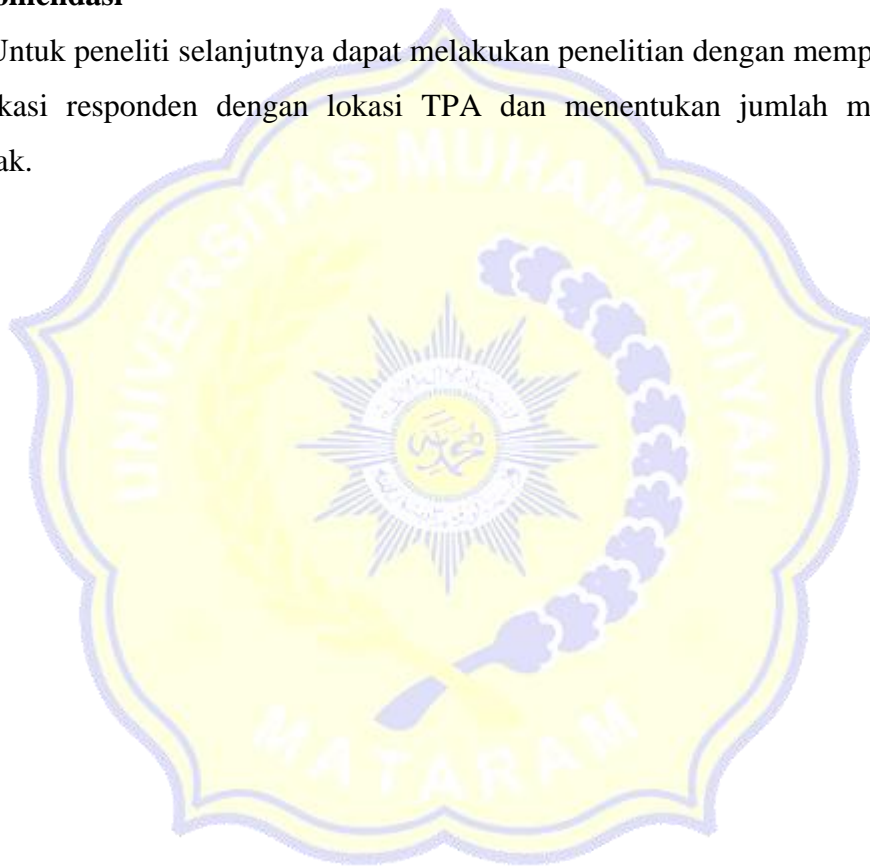 omendasi
Untuk peneliti selanjutnya dapat melakukan penelitian dengan memp
kasi responden dengan lokasi TPA dan menentukan jumlah m
ak.
UNIVERSITAS MUHAMMADIYAH
MATARAM